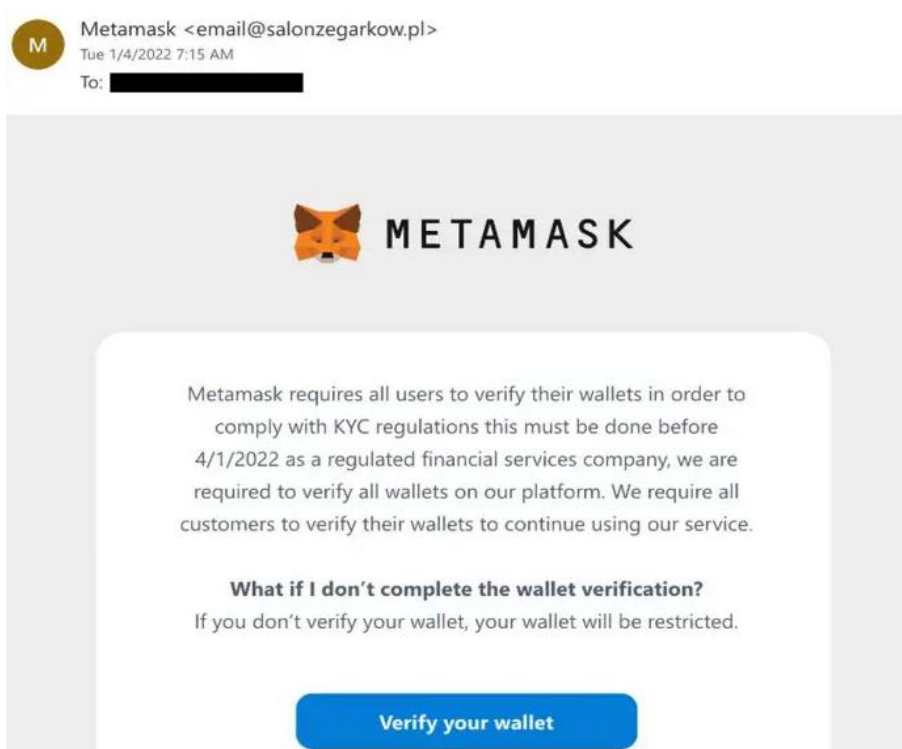 M
Metamask <email@salonzegarkow.pl>
Tue 1/4/2022 7:15 AM
To:
METAMASK
Metamask requires all users to verify their wallets in order to
comply with KYC regulations this must be done before
4/1/2022 as a regulated financial services company, we are
required to verify all wallets on our platform. We require all
customers to verify their wallets to continue using our service.
What if I don’t complete the wallet verification?
If you don’t verify your wallet, your wallet will be restricted.
Verify your wallet